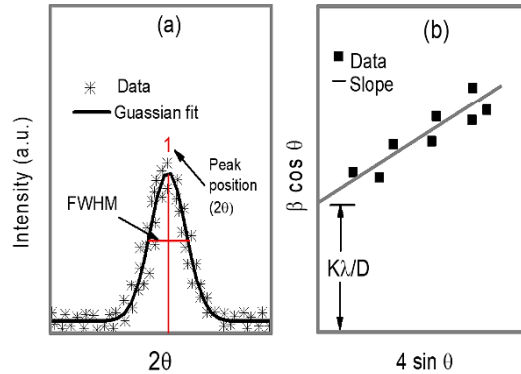 (a)
Data
Guassian fit
1
Peak
position
(2θ)
FWHM
Intensity (a.u.)
2θ
(b)
Data
Slope
β cos θ
Kλ/D
4 sin θ